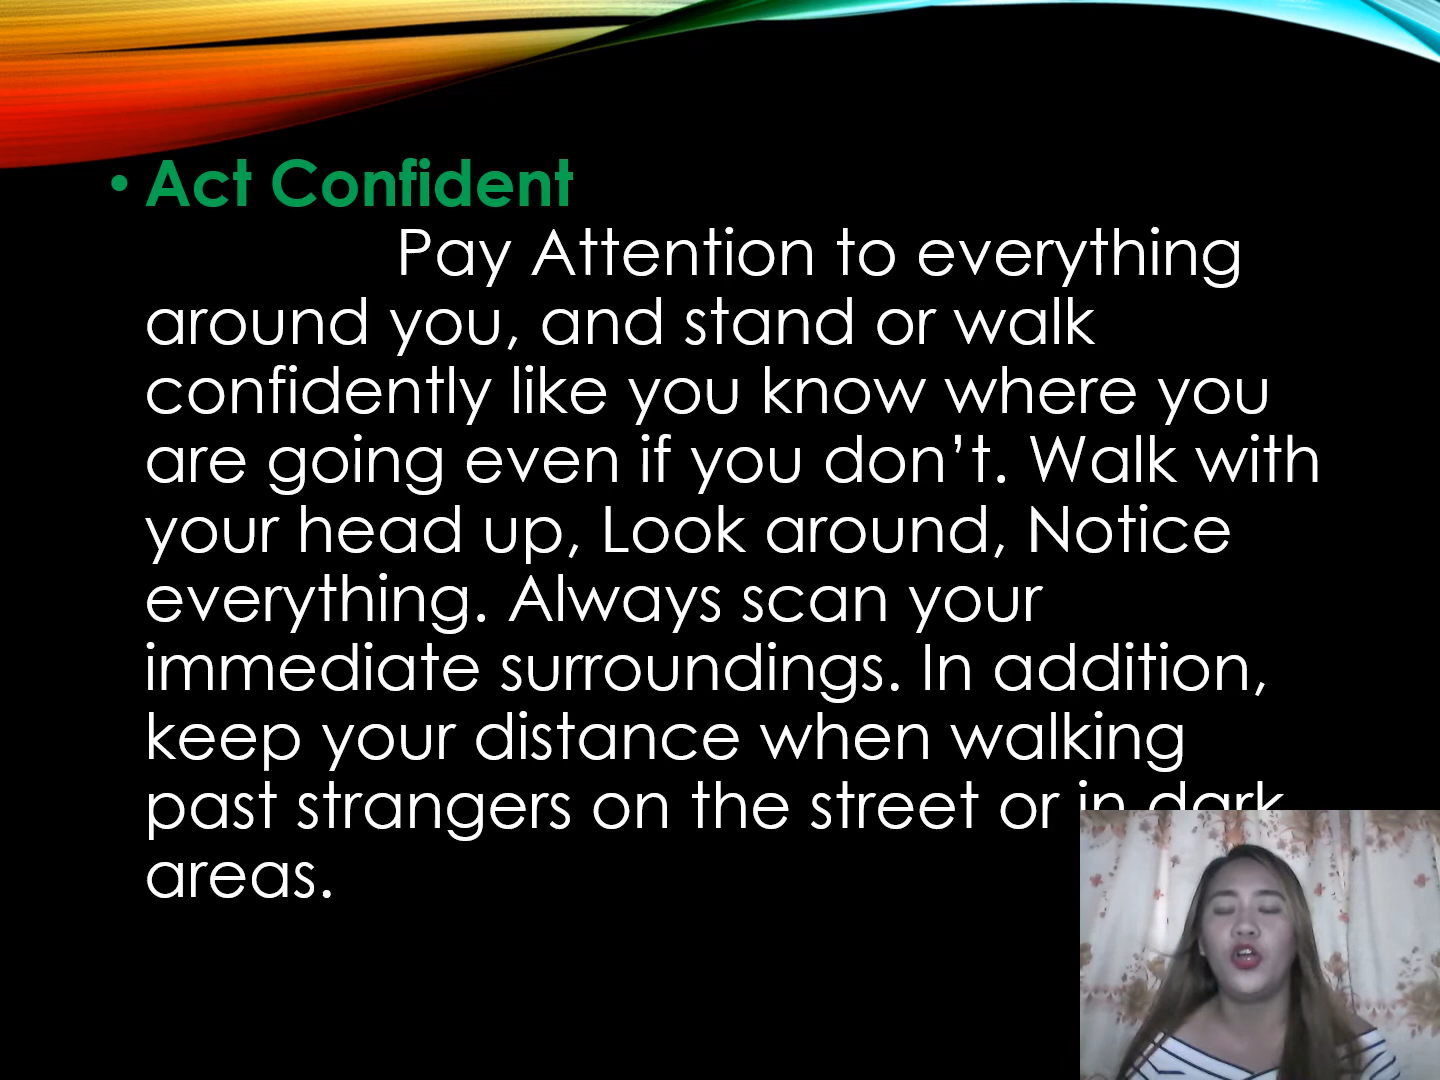 • Act Confident
Pay Attention to everything
around you, and stand or walk
confidently like you know where you
are going even if you don’t. Walk with
your head up, Look around, Notice
everything. Always scan your
immediate surroundings. In addition,
keep your distance when walking
past strangers on the street or in dark
areas.